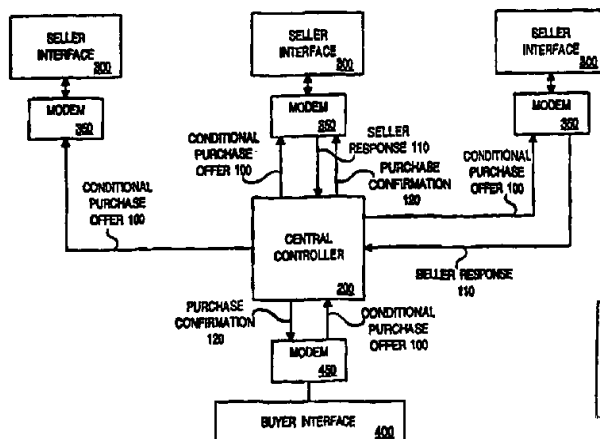 SELLER
INTERFACE
300
MODEM
350
SELLER
INTERFACE
300
MODEM
350
SELLER
INTERFACE
300
MODEM
350
CONDITIONAL
PURCHASE
OFFER 100
CONDITIONAL
PURCHASE
OFFER 100
SELLER
RESPONSE 110
PURCHASE
CONFIRMATION
120
CONDITIONAL
PURCHASE
OFFER 100
CENTRAL
CONTROLLER
200
SELLER RESPONSE
110
PURCHASE
CONFIRMATION
120
CONDITIONAL
PURCHASE
OFFER 100
MODEM
450
BUYER INTERFACE
400